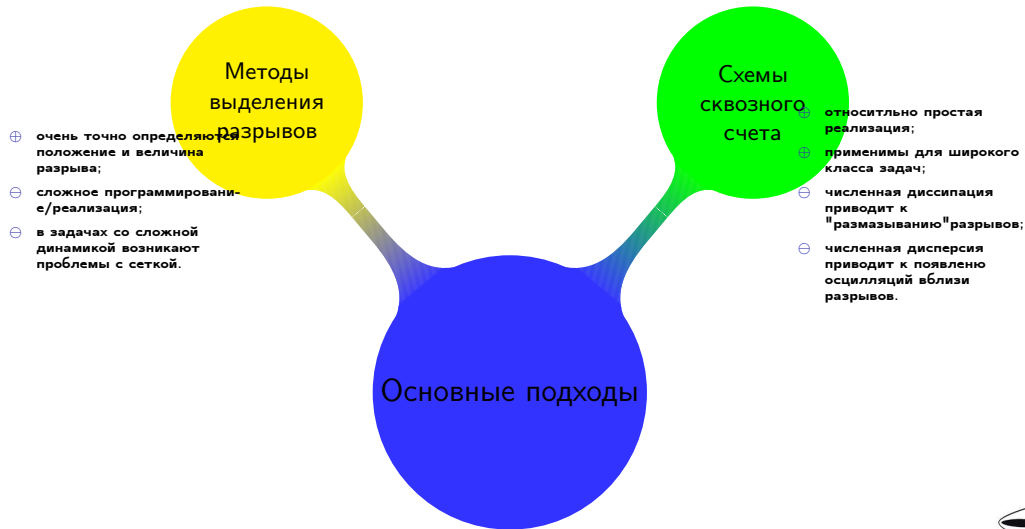 Методы
выделения
разрывов
⊕ очень точно определяются
положение и величина
разрыва;
⊖ сложное программировани-
е/реализация;
⊖ в задачах со сложной
динамикой возникают
проблемы с сеткой.
Схемы
сквозного
счета
⊕ относитльно простая
реализация;
⊕ применимы для широкого
класса задач;
⊖ численная диссипация
приводит к
"размазыванию"разрывов;
⊖ численная дисперсия
приводит к появленю
осцилляций вблизи
разрывов.
Основные подходы